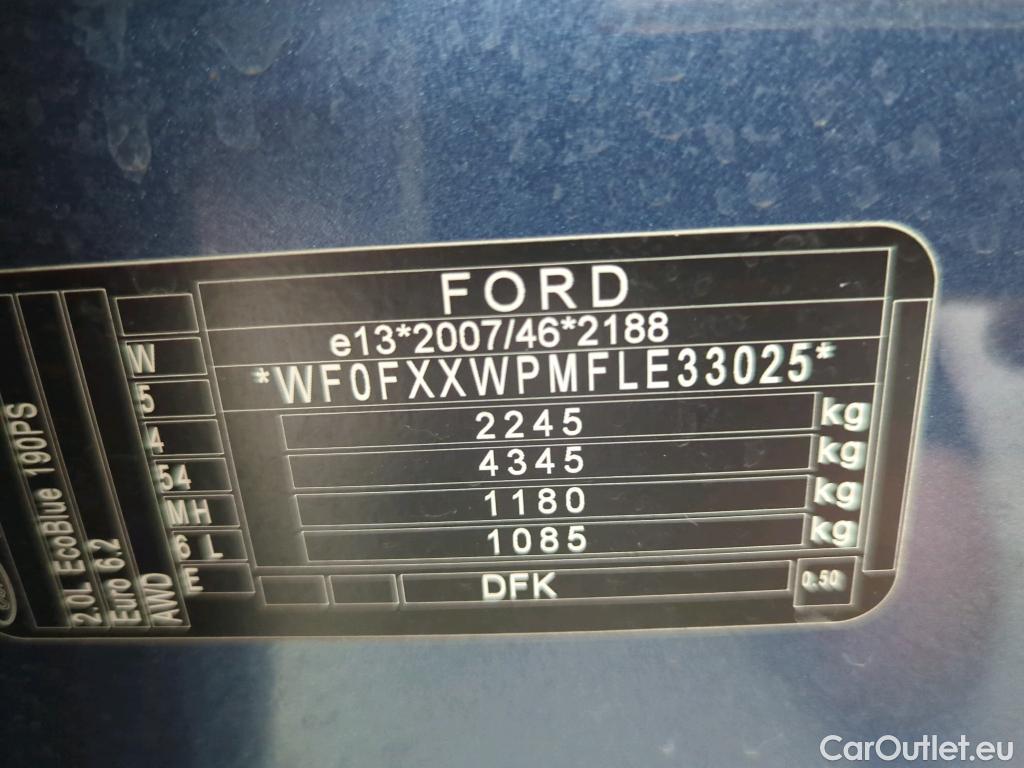 FORD
e13*2007/46*2188
*WF0FXXWPMFLE33025*
2245 kg
4345 kg
1180 kg
1085 kg
DFK
0.50
W
5
4
54
MH
6 L
F
2.0L EcoBlue 190PS
Euro 6.2
AWD
CarOutlet.eu